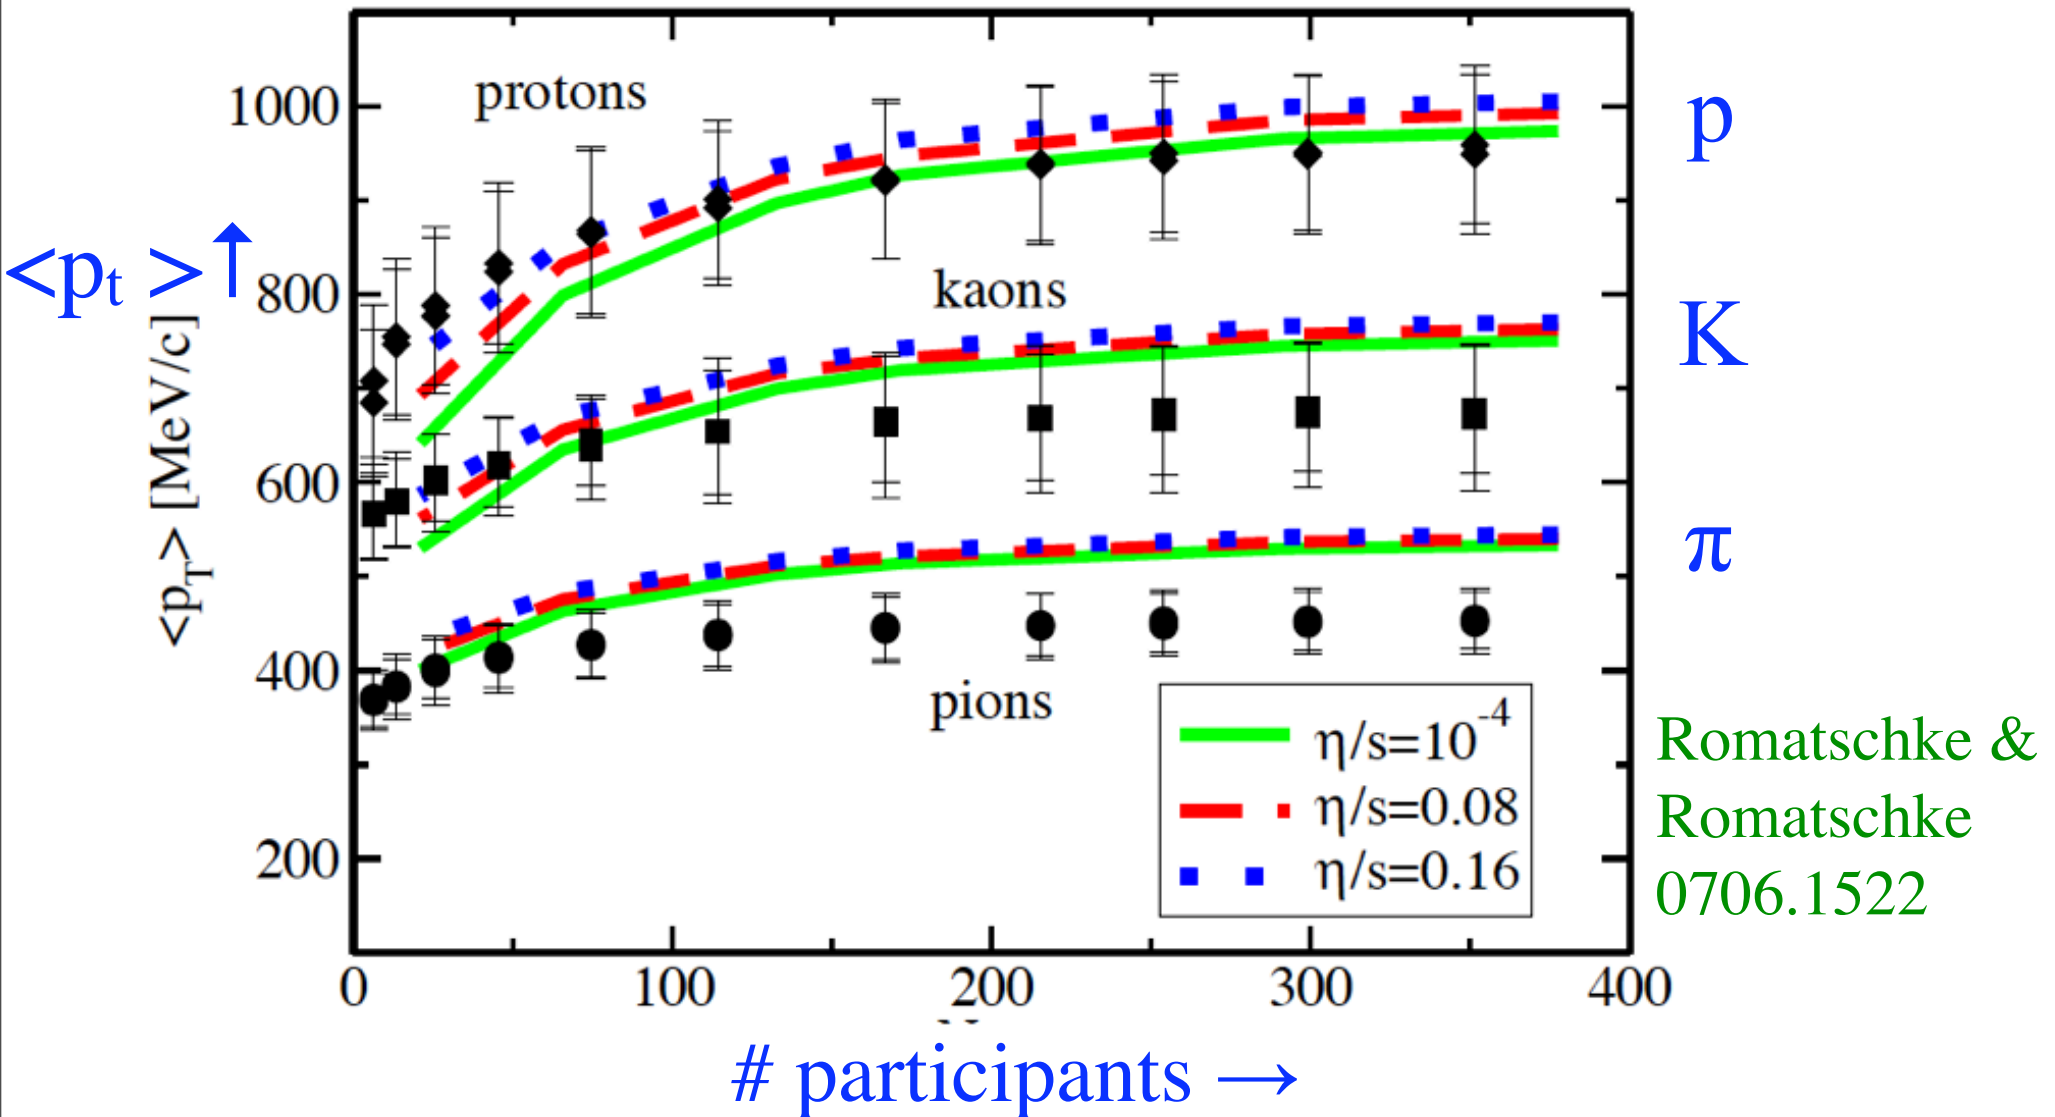 1000
800
600
400
200
0
100
200
300
400
<p_T> [MeV/c]
<pt >↑
protons
kaons
pions
η/s=10^-4
η/s=0.08
η/s=0.16
p
K
π
Romatschke &
Romatschke
0706.1522
# participants →